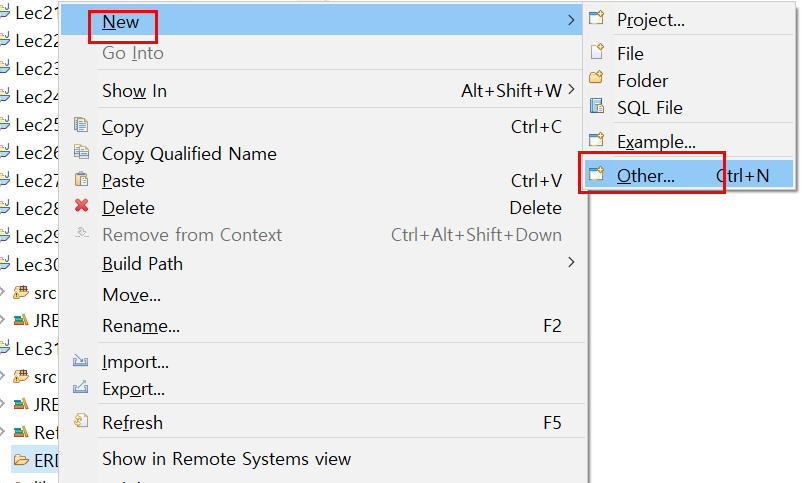 Lec21
Lec22
Lec23
Lec24
Lec25
Lec26
Lec27
Lec28
Lec29
Lec30
src
JRE
Lec31
src
JRE
Ref
ERD
New
Go Into
Show In Alt+Shift+W
Copy Ctrl+C
Copy Qualified Name
Paste Ctrl+V
Delete Delete
Remove from Context Ctrl+Alt+Shift+Down
Build Path
Move...
Rename... F2
Import...
Export...
Refresh F5
Show in Remote Systems view
Project...
File
Folder
SQL File
Example...
Other... Ctrl+N